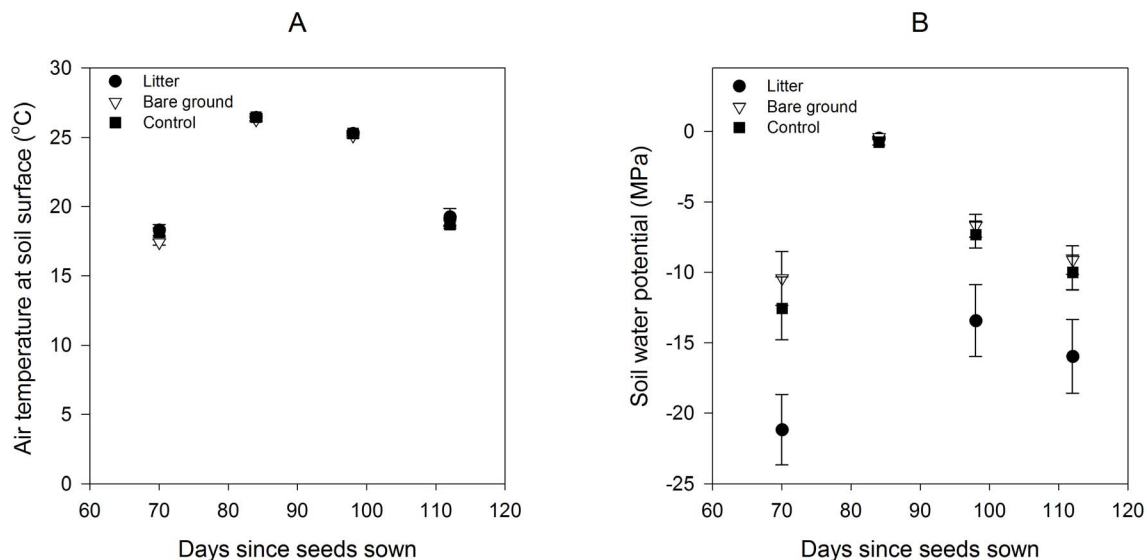 A
Air temperature at soil surface (°C)
30
25
20
15
10
5
0
Litter
Bare ground
Control
60 70 80 90 100 110 120
Days since seeds sown
B
Soil water potential (MPa)
0
-5
-10
-15
-20
-25
Litter
Bare ground
Control
60 70 80 90 100 110 120
Days since seeds sown